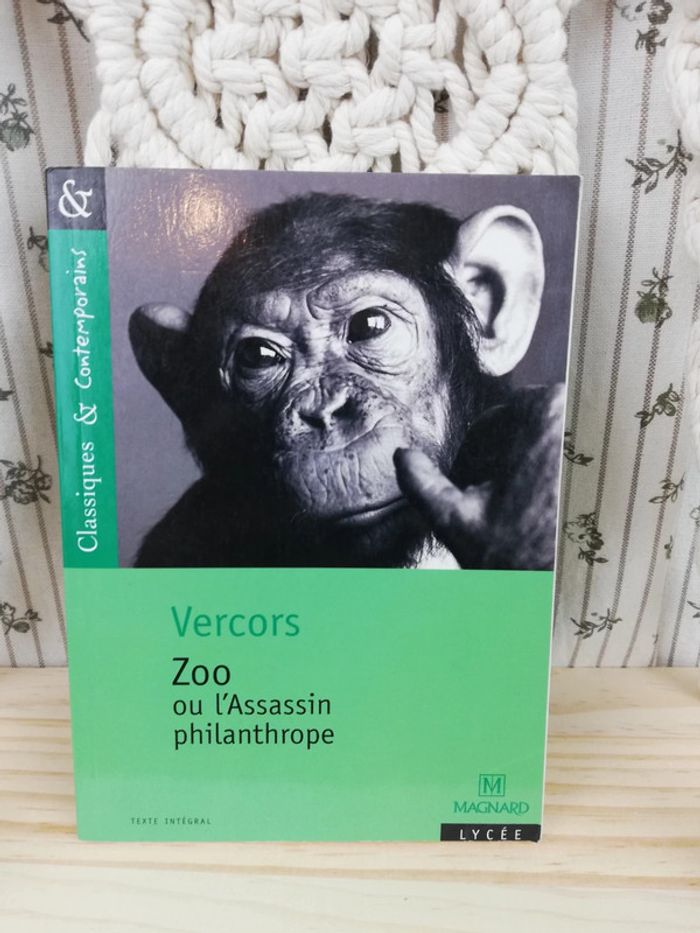 Classiques & Contemporains
&
Vercors
Zoo
ou l'Assassin
philanthrope
TEXTE INTÉGRAL
M
MAGNARD
LYCÉE